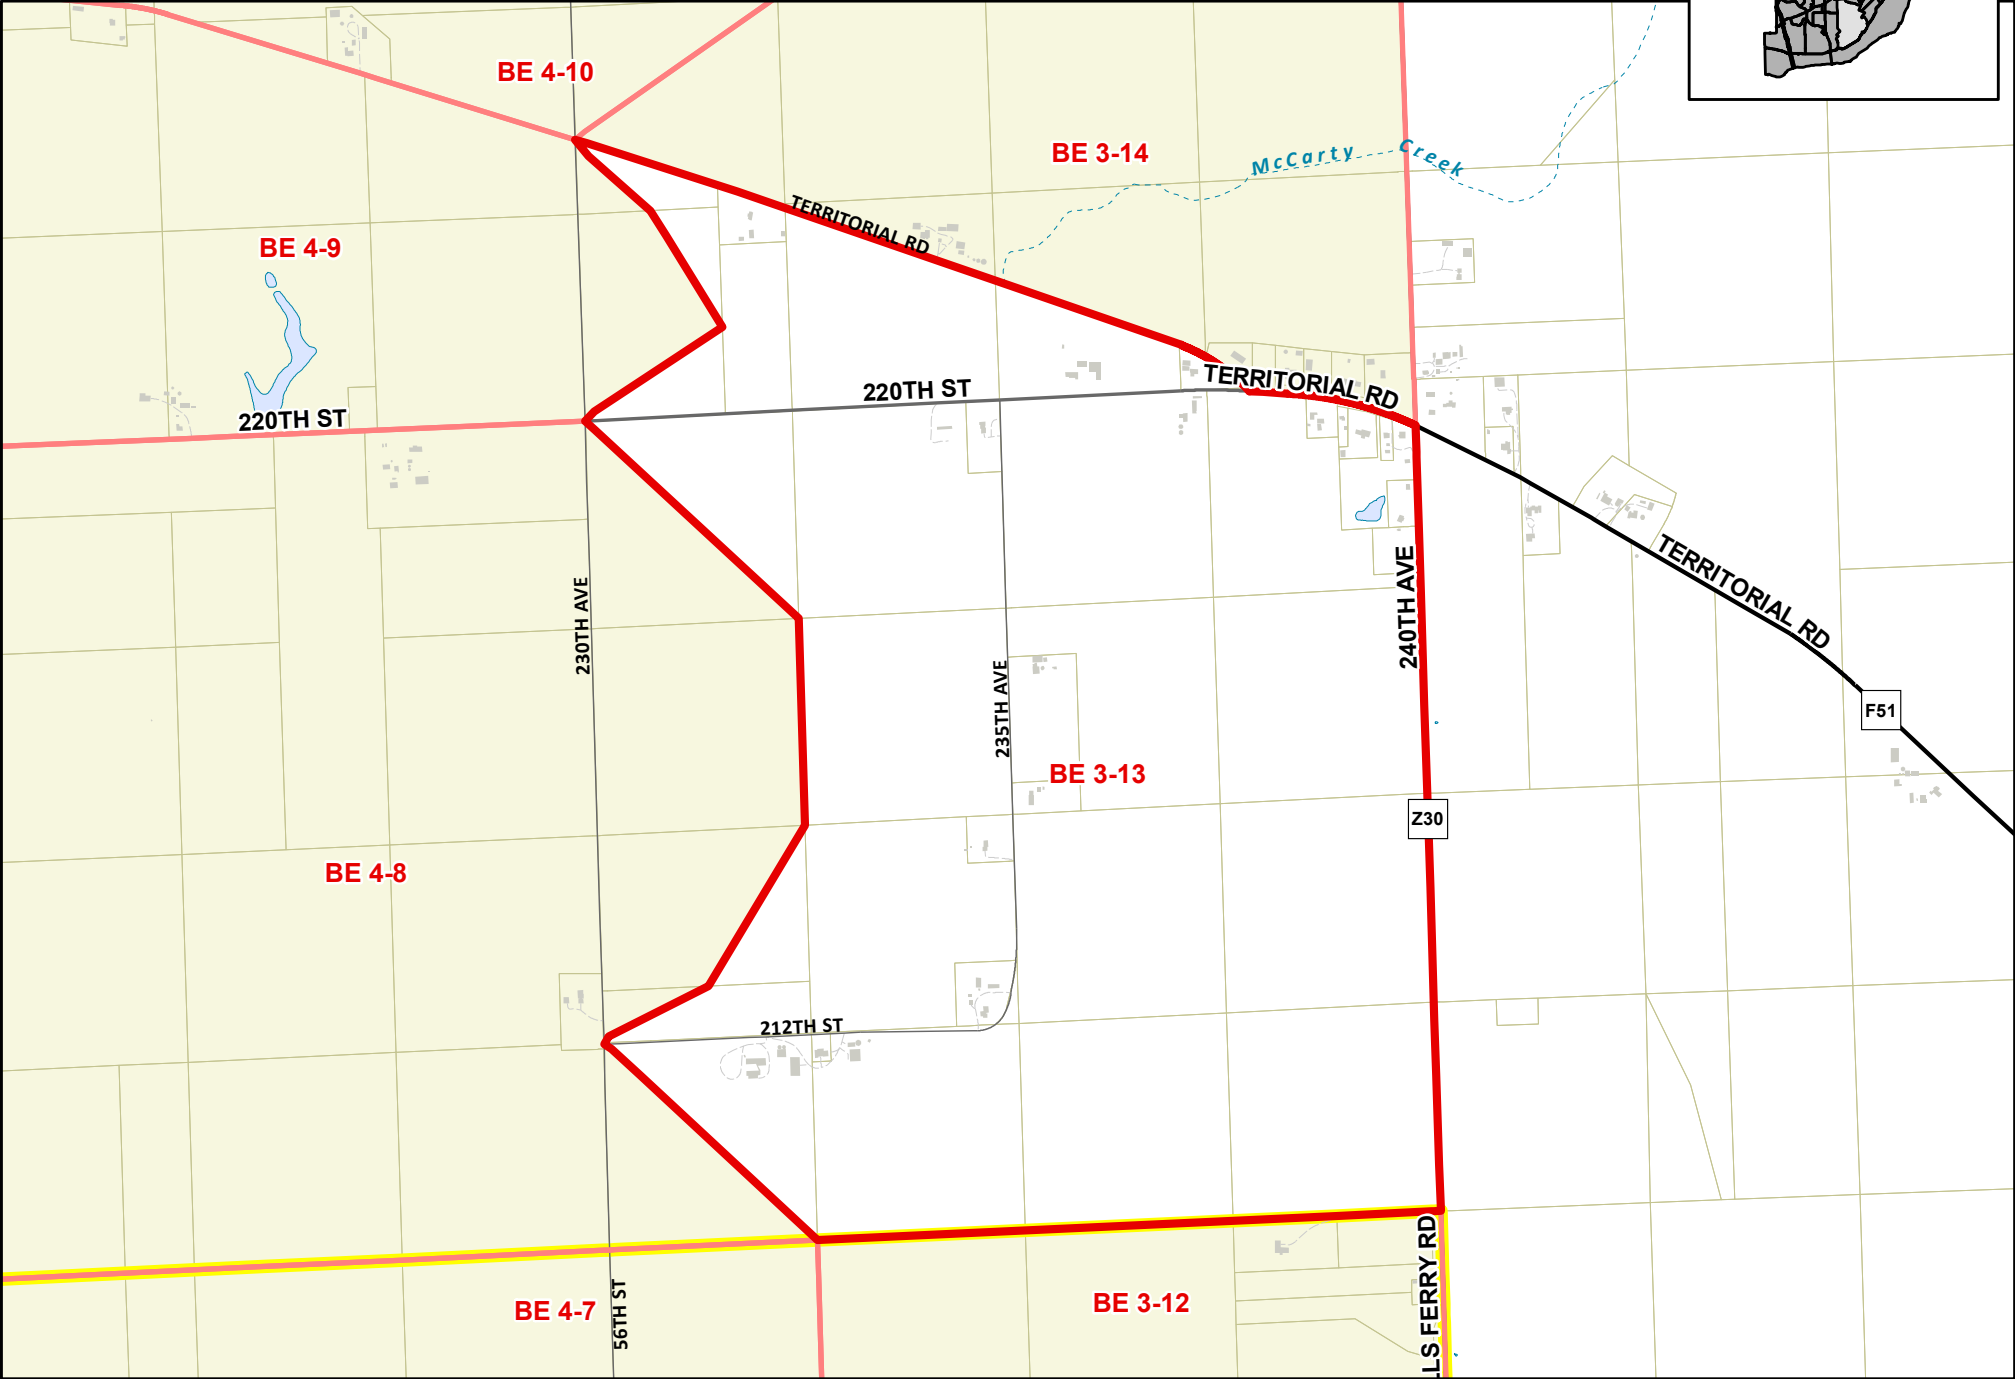 BE 4-10
BE 3-14
McCarty Creek
TERRITORIAL RD
BE 4-9
220TH ST
220TH ST
TERRITORIAL RD
230TH AVE
240TH AVE
TERRITORIAL RD
235TH AVE
F51
BE 3-13
Z30
BE 4-8
212TH ST
BE 4-7
56TH ST
BE 3-12
LLS FERRY RD